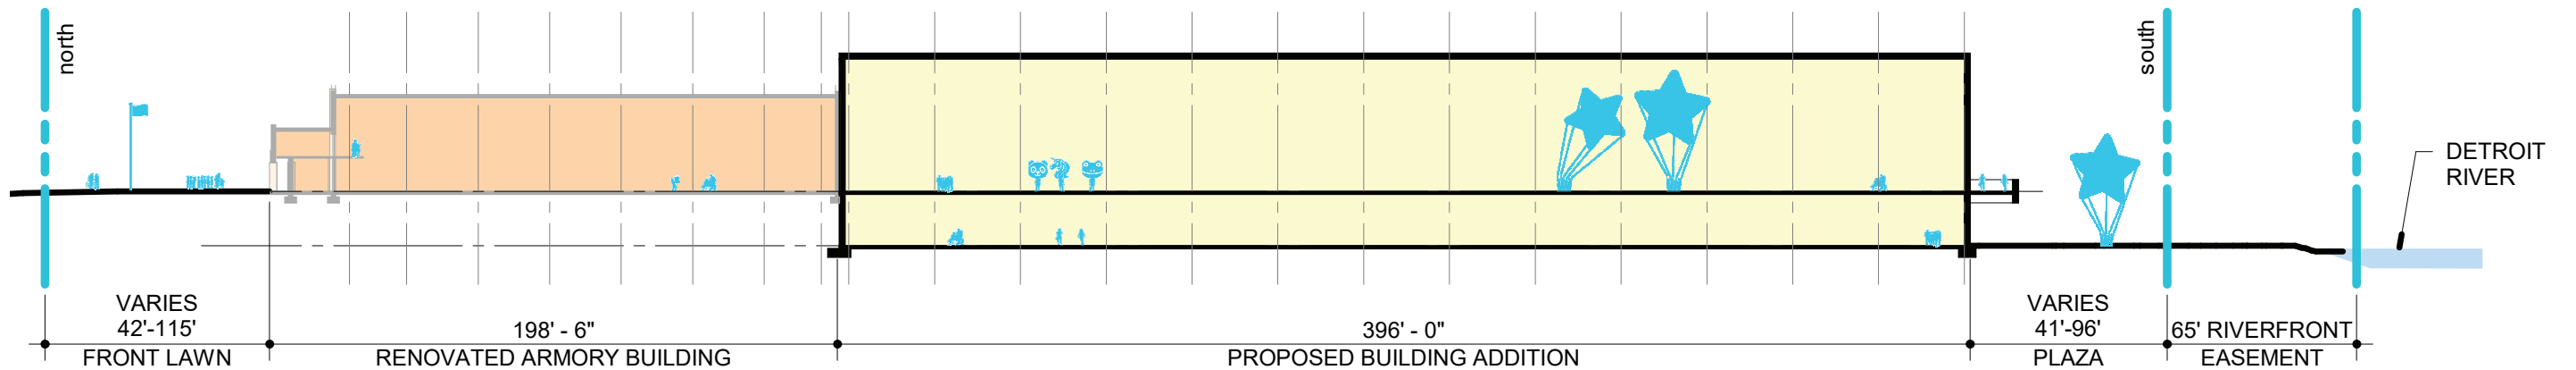 north
south
DETROIT
RIVER
VARIES
42'-115'
FRONT LAWN
198' - 6"
RENOVATED ARMORY BUILDING
396' - 0"
PROPOSED BUILDING ADDITION
VARIES
41'-96'
PLAZA
65' RIVERFRONT
EASEMENT